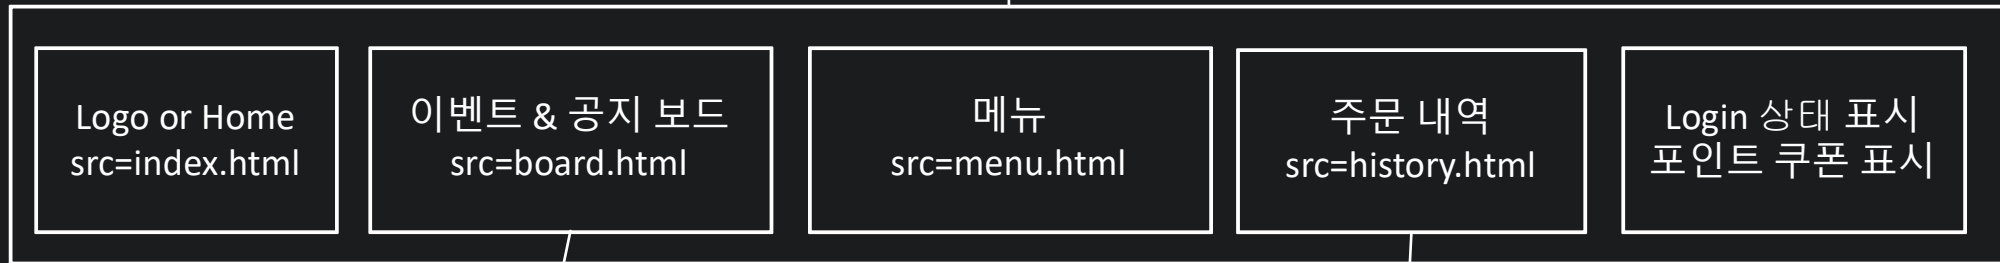 Logo or Home
src=index.html
이벤트 & 공지 보드
src=board.html
메뉴
src=menu.html
주문 내역
src=history.html
Login 상태 표시
포인트 쿠폰 표시